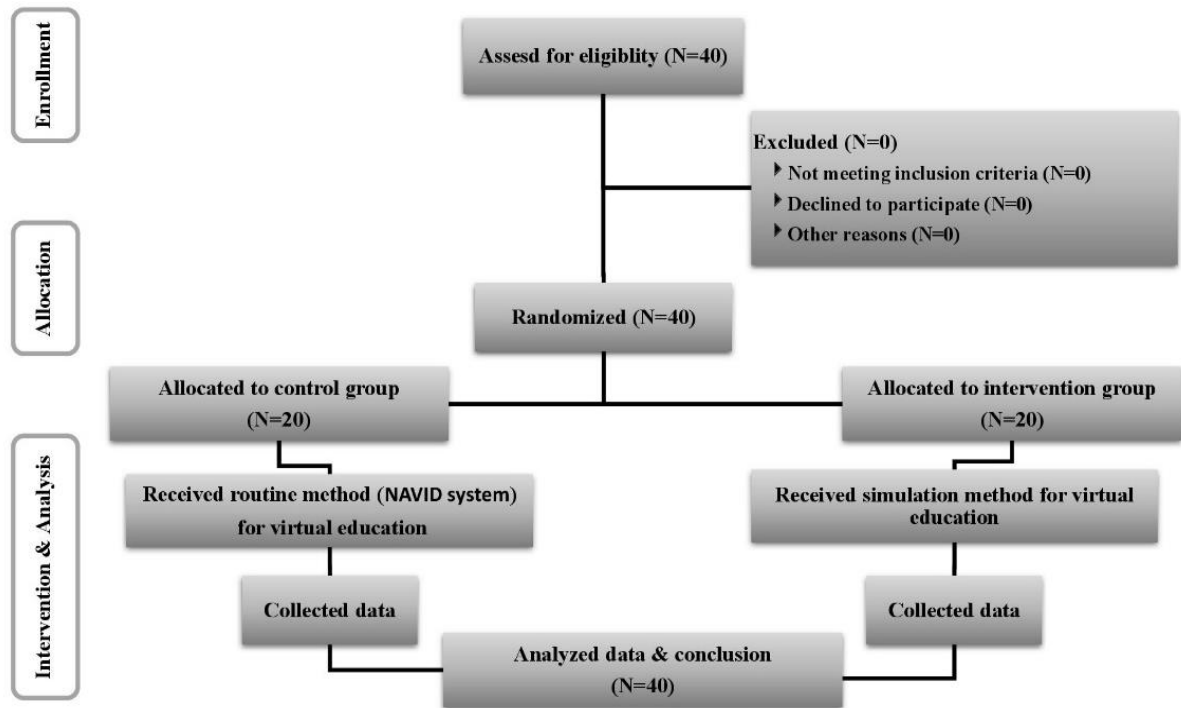 Enrollment
Assesd for eligiblity (N=40)
Excluded (N=0)
Not meeting inclusion criteria (N=0)
Declined to participate (N=0)
Other reasons (N=0)
Allocation
Randomized (N=40)
Allocated to control group
(N=20)
Allocated to intervention group
(N=20)
Intervention & Analysis
Received routine method (NAVID system)
for virtual education
Received simulation method for virtual
education
Collected data
Collected data
Analyzed data & conclusion
(N=40)